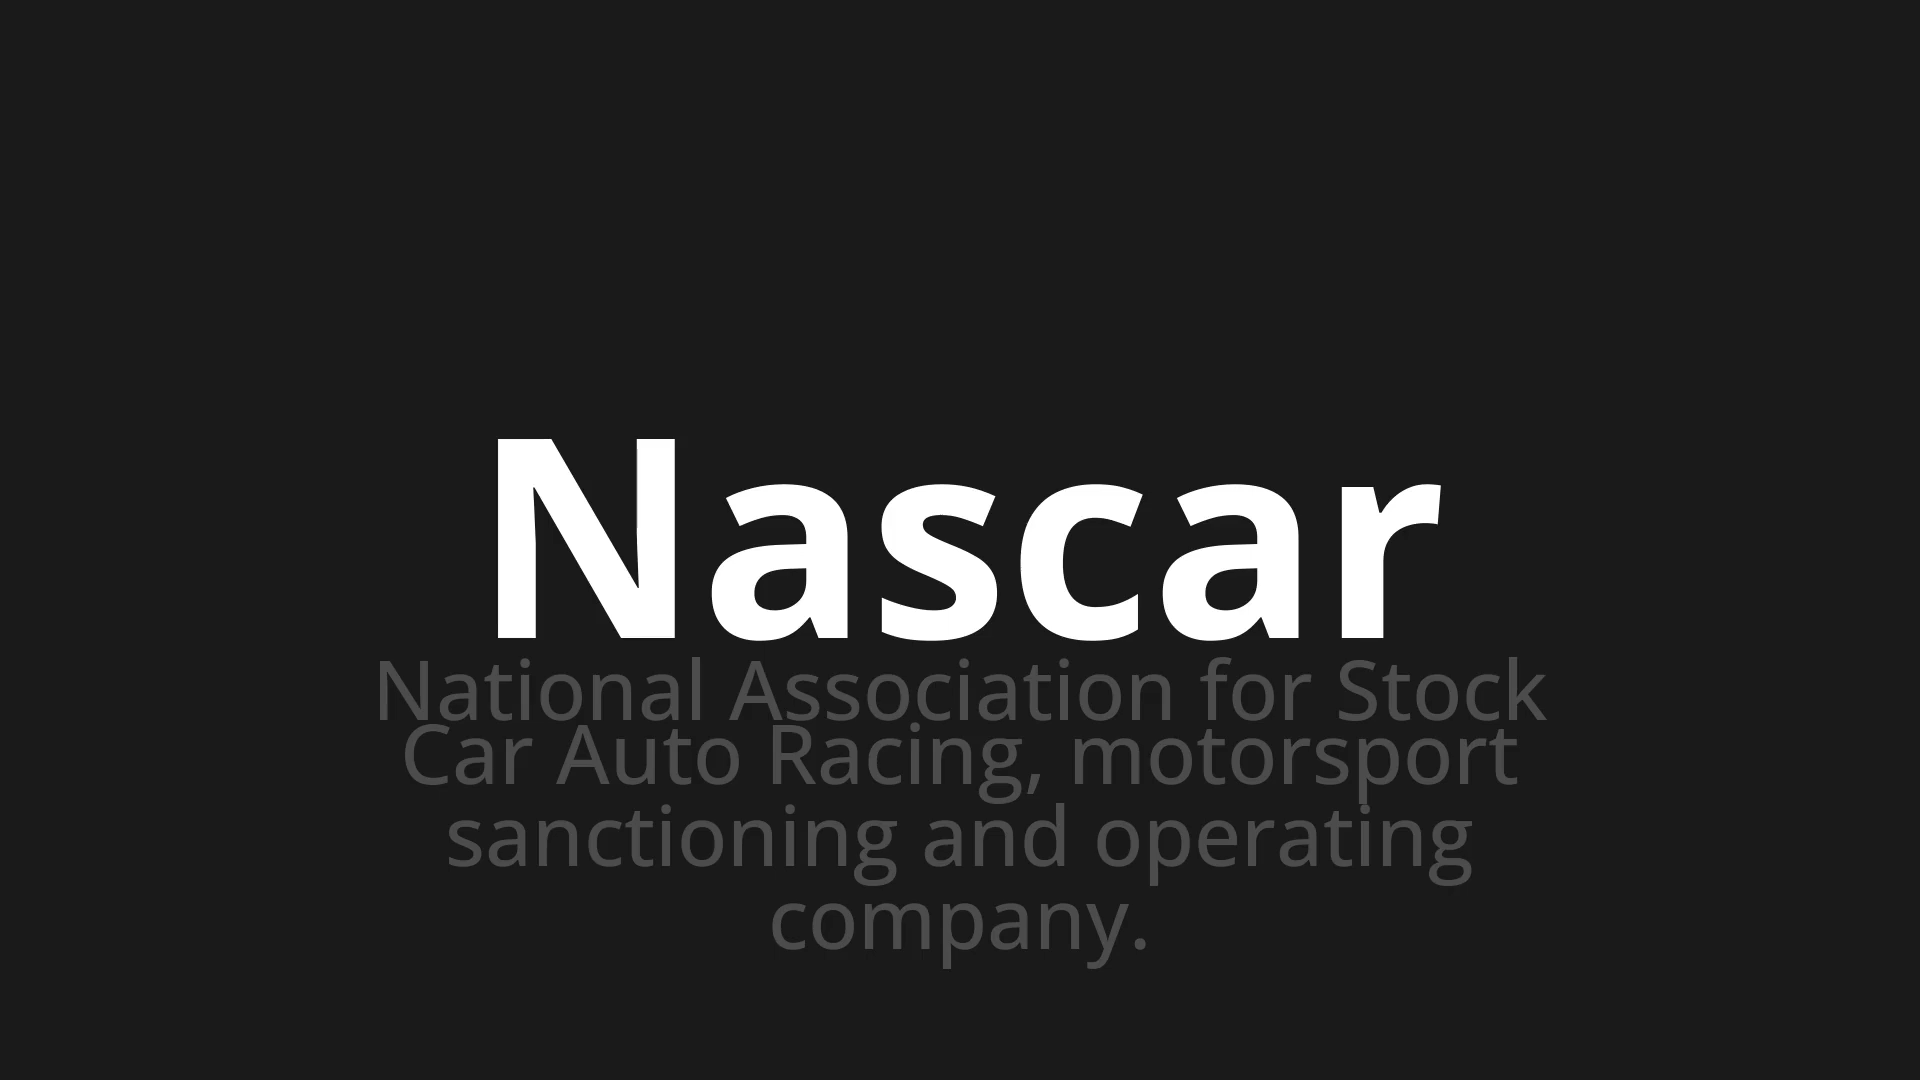 Nascar
National Association for Stock
Car Auto Racing, motorsport
sanctioning and operating
company.